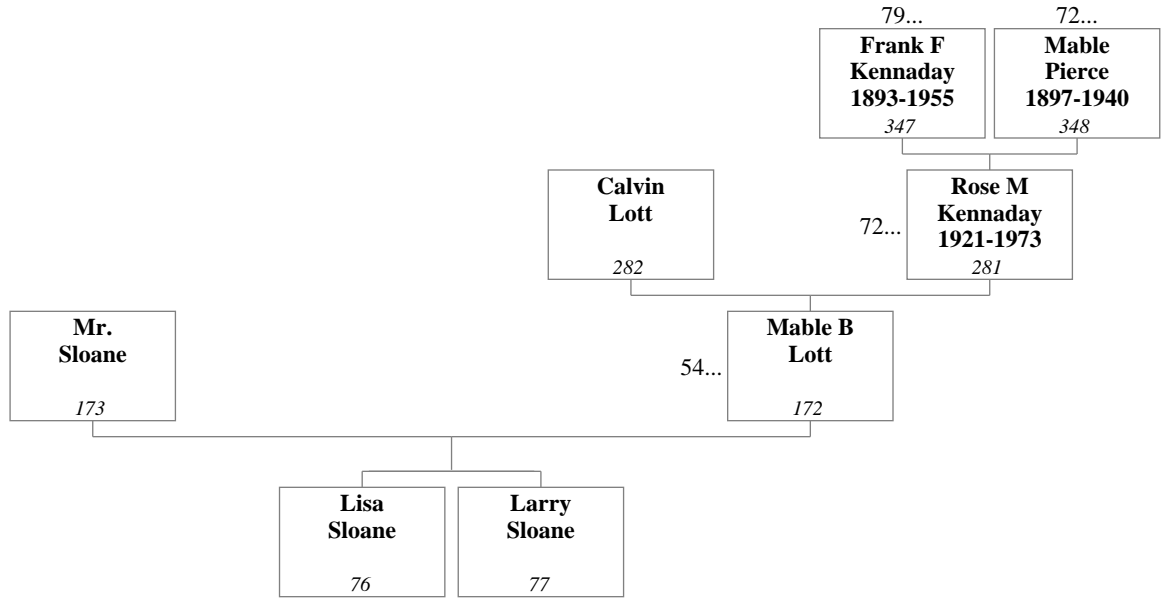 79...
72...
Frank F
Kennaday
1893-1955
347
Mable
Pierce
1897-1940
348
Calvin
Lott
282
72...
Rose M
Kennaday
1921-1973
281
Mr.
Sloane
173
54...
Mable B
Lott
172
Lisa
Sloane
76
Larry
Sloane
77